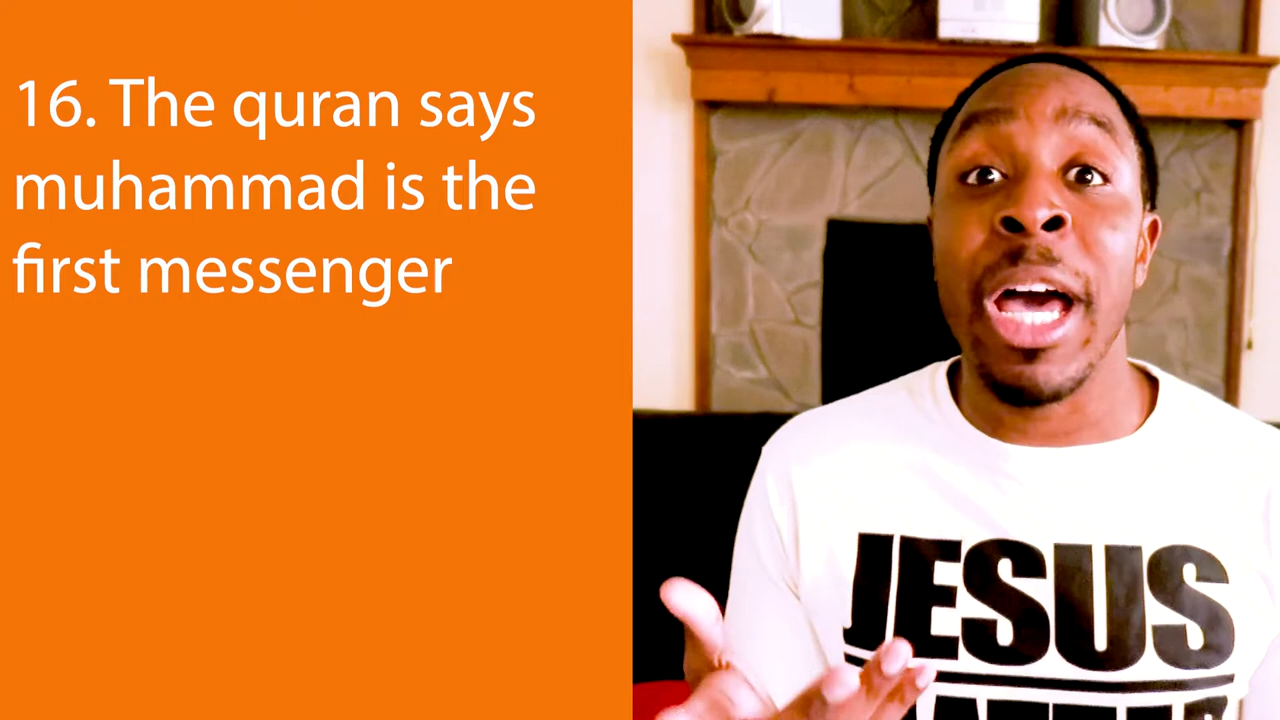 16. The quran says
muhammad is the
first messenger
JESUS